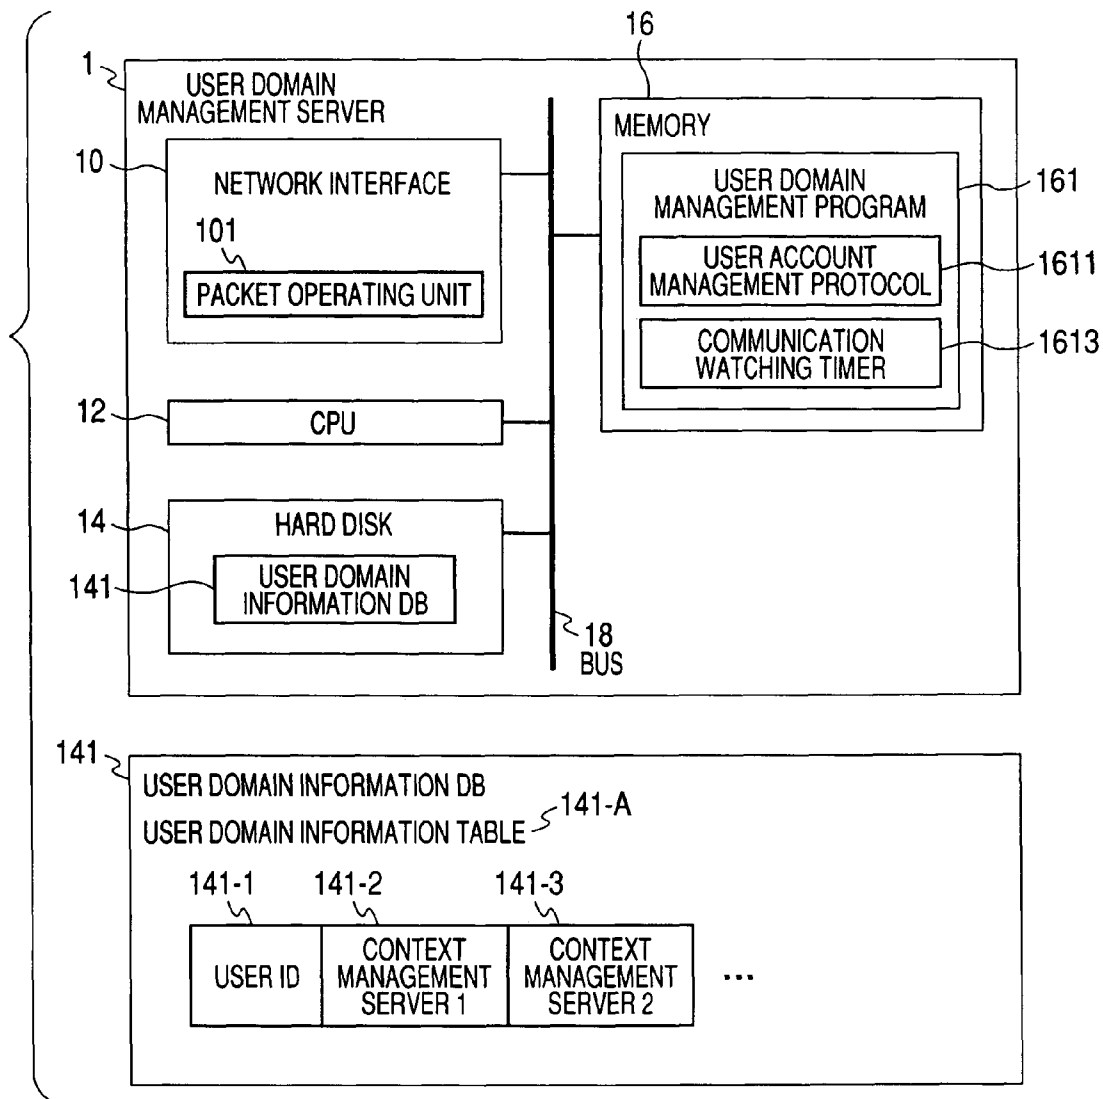 16
1
USER DOMAIN
MANAGEMENT SERVER
MEMORY
10
NETWORK INTERFACE
USER DOMAIN
MANAGEMENT PROGRAM
161
101
PACKET OPERATING UNIT
USER ACCOUNT
MANAGEMENT PROTOCOL
1611
COMMUNICATION
WATCHING TIMER
1613
12
CPU
14
HARD DISK
141
USER DOMAIN
INFORMATION DB
18
BUS
141
USER DOMAIN INFORMATION DB
USER DOMAIN INFORMATION TABLE
141-A
141-1
141-2
141-3
USER ID
CONTEXT
MANAGEMENT
SERVER 1
CONTEXT
MANAGEMENT
SERVER 2
...